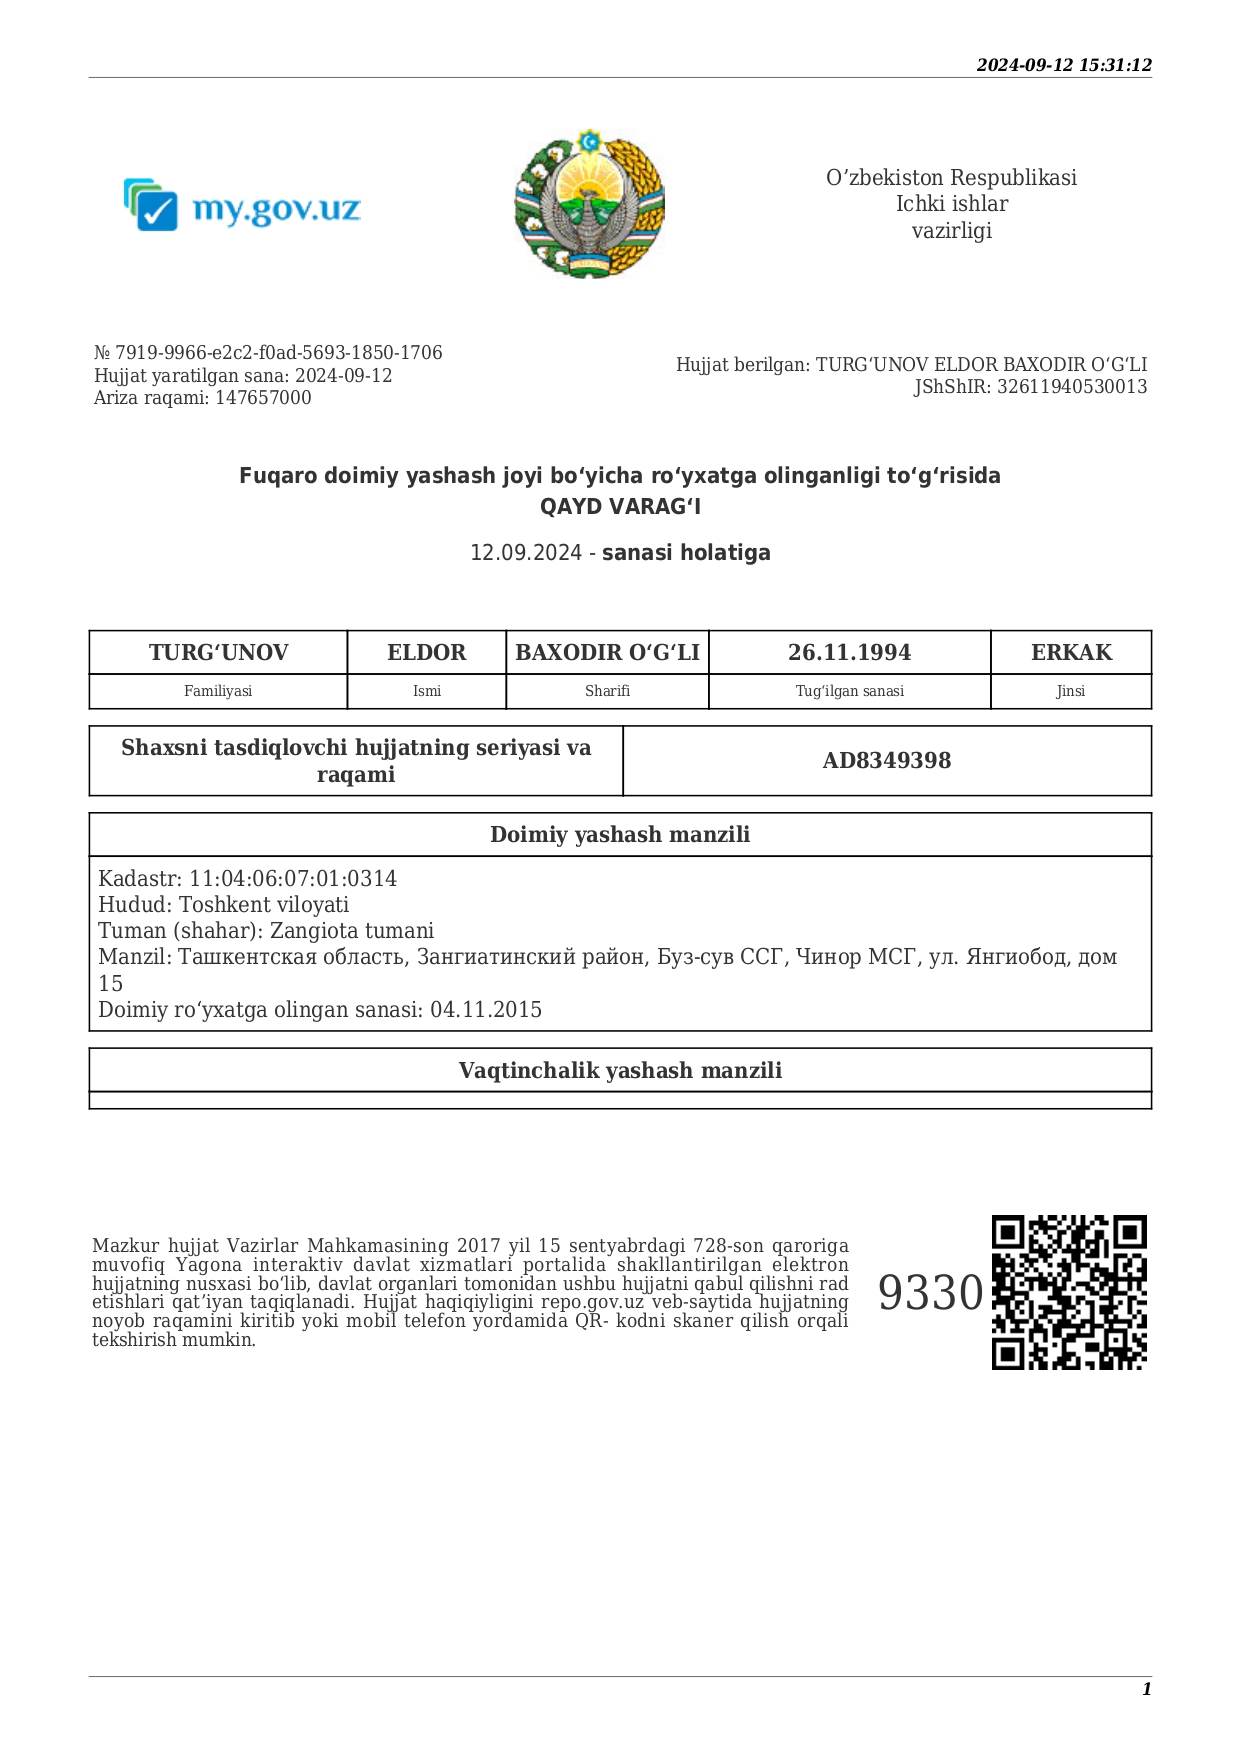 2024-09-12 15:31:12
my.gov.uz
O’zbekiston Respublikasi
Ichki ishlar
vazirligi
№ 7919-9966-e2c2-f0ad-5693-1850-1706
Hujjat yaratilgan sana: 2024-09-12
Ariza raqami: 147657000
Hujjat berilgan: TURG‘UNOV ELDOR BAXODIR O‘G‘LI
JShShIR: 32611940530013
Fuqaro doimiy yashash joyi bo‘yicha ro‘yxatga olinganligi to‘g‘risida
QAYD VARAG‘I
12.09.2024 - sanasi holatiga
TURG‘UNOV ELDOR BAXODIR O‘G‘LI 26.11.1994 ERKAK
Familiyasi Ismi Sharifi Tug‘ilgan sanasi Jinsi
Shaxsni tasdiqlovchi hujjatning seriyasi va
raqami
AD8349398
Doimiy yashash manzili
Kadastr: 11:04:06:07:01:0314
Hudud: Toshkent viloyati
Tuman (shahar): Zangiota tumani
Manzil: Ташкентская область, Зангиатинский район, Буз-сув ССГ, Чинор МСГ, ул. Янгиобод, дом
15
Doimiy ro‘yxatga olingan sanasi: 04.11.2015
Vaqtinchalik yashash manzili
Mazkur hujjat Vazirlar Mahkamasining 2017 yil 15 sentyabrdagi 728-son qaroriga
muvofiq Yagona interaktiv davlat xizmatlari portalida shakllantirilgan elektron
hujjatning nusxasi bo‘lib, davlat organlari tomonidan ushbu hujjatni qabul qilishni rad
etishlari qat’iyan taqiqlanadi. Hujjat haqiqiyligini repo.gov.uz veb-saytida hujjatning
noyob raqamini kiritib yoki mobil telefon yordamida QR- kodni skaner qilish orqali
tekshirish mumkin.
9330
1